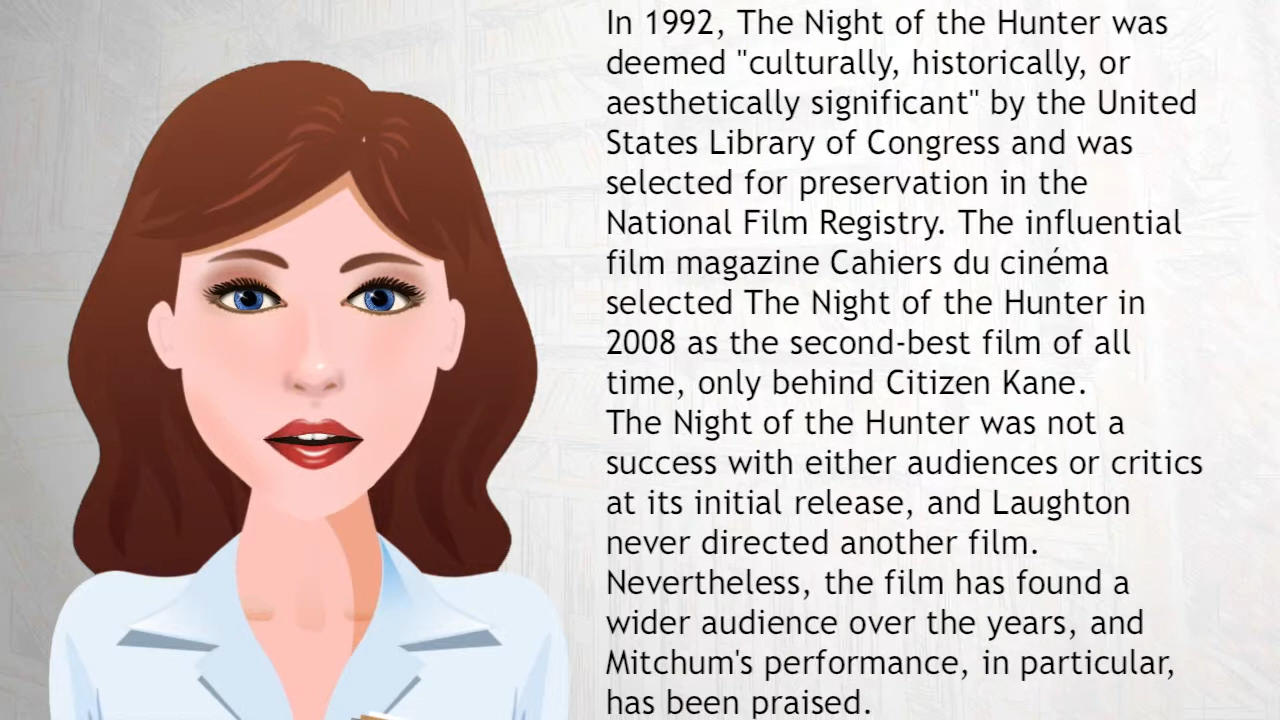 In 1992, The Night of the Hunter was
deemed "culturally, historically, or
aesthetically significant" by the United
States Library of Congress and was
selected for preservation in the
National Film Registry. The influential
film magazine Cahiers du cinéma
selected The Night of the Hunter in
2008 as the second-best film of all
time, only behind Citizen Kane.
The Night of the Hunter was not a
success with either audiences or critics
at its initial release, and Laughton
never directed another film.
Nevertheless, the film has found a
wider audience over the years, and
Mitchum's performance, in particular,
has been praised.